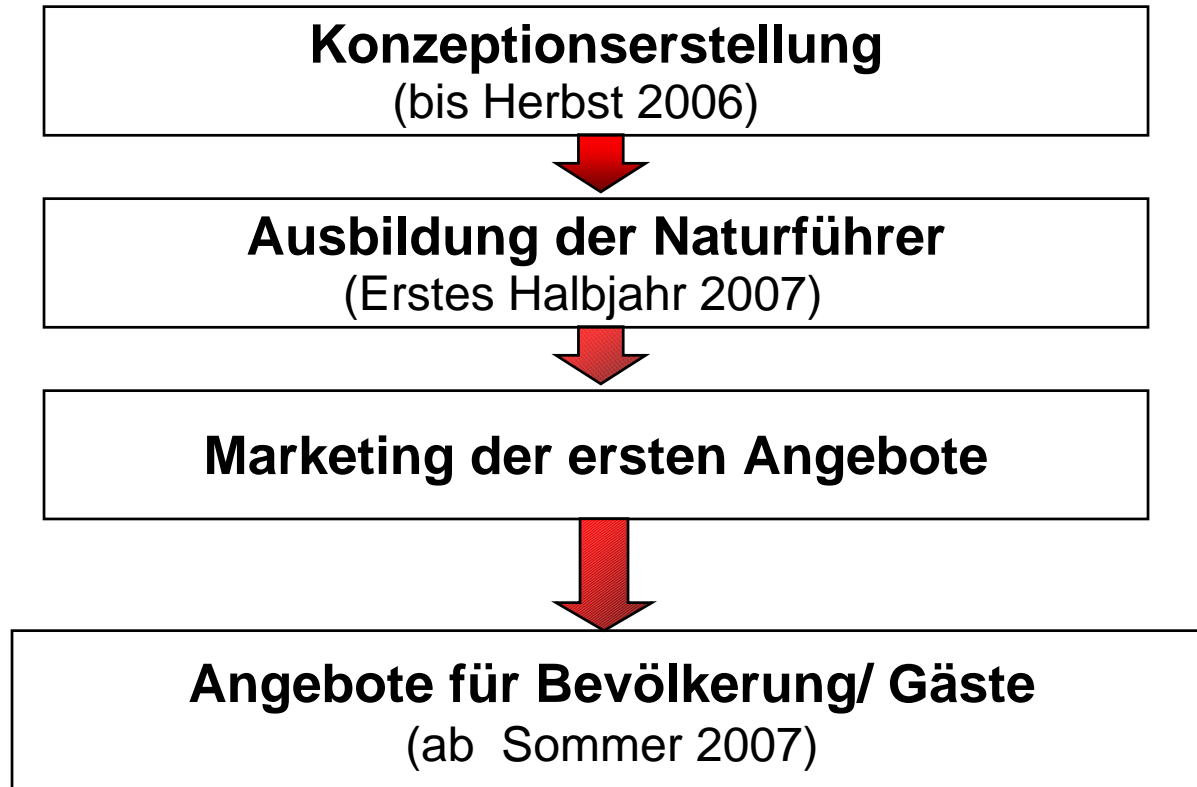 Konzeptionserstellung
(bis Herbst 2006)
Ausbildung der Naturführer
(Erstes Halbjahr 2007)
Marketing der ersten Angebote
Angebote für Bevölkerung/ Gäste
(ab Sommer 2007)